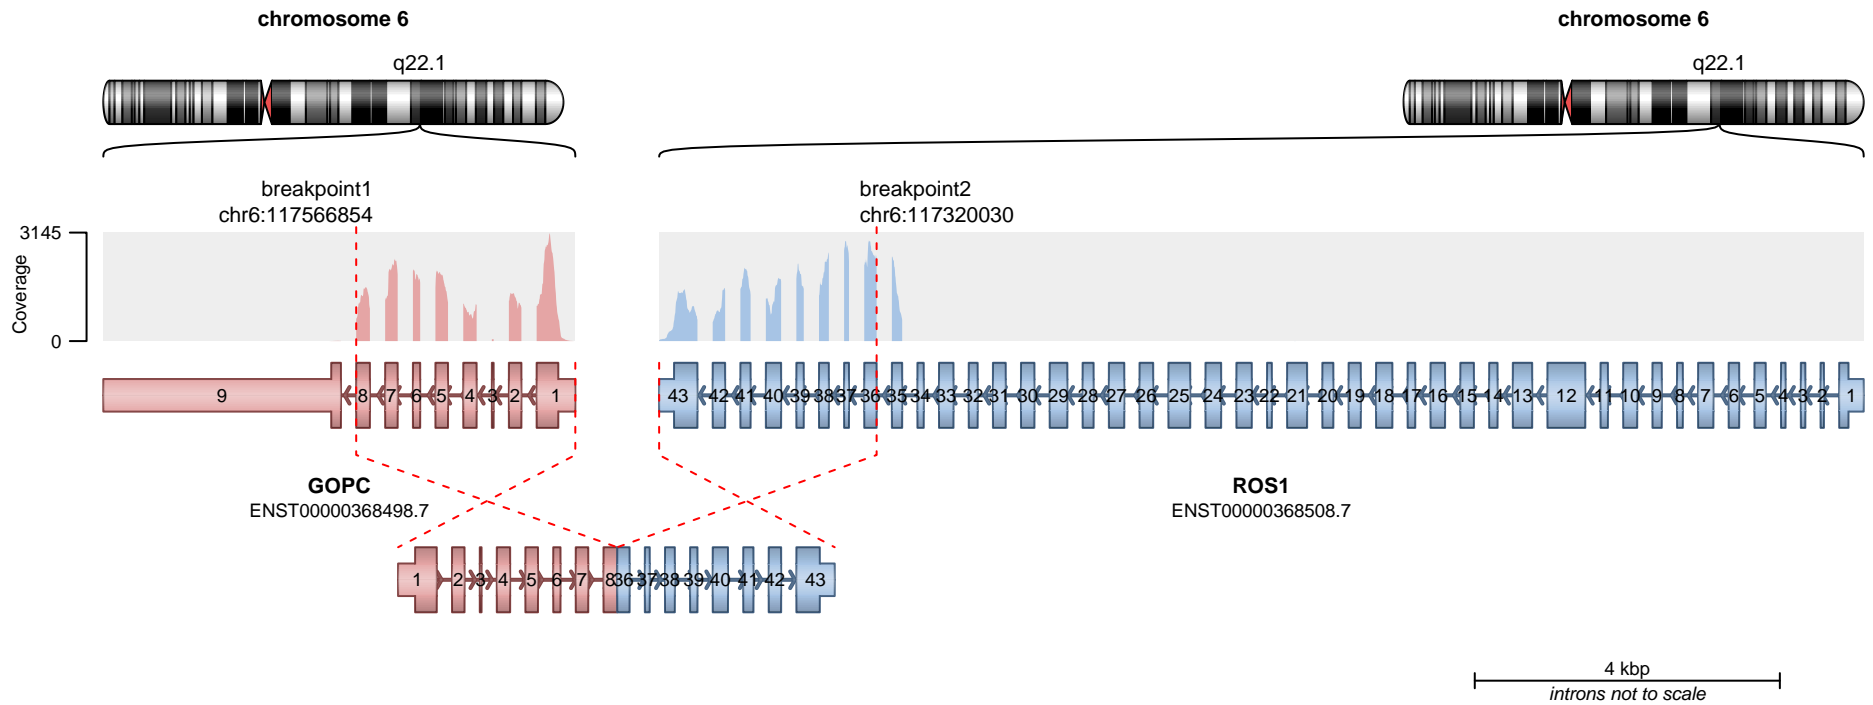 chromosome 6
chromosome 6
q22.1
q22.1
breakpoint1
chr6:117566854
breakpoint2
chr6:117320030
3145
Coverage
0
9 8 7 6 5 4 3 2 1
43 42 41 40 39 38 37 36 35 34 33 32 31 30 29 28 27 26 25 24 23 22 21 20 19 18 17 16 15 14 13 12 11 10 9 8 7 6 5 4 3 2 1
GOPC
ENST00000368498.7
ROS1
ENST00000368508.7
1 2 3 4 5 6 7 8 36 37 38 39 40 41 42 43
4 kbp
introns not to scale